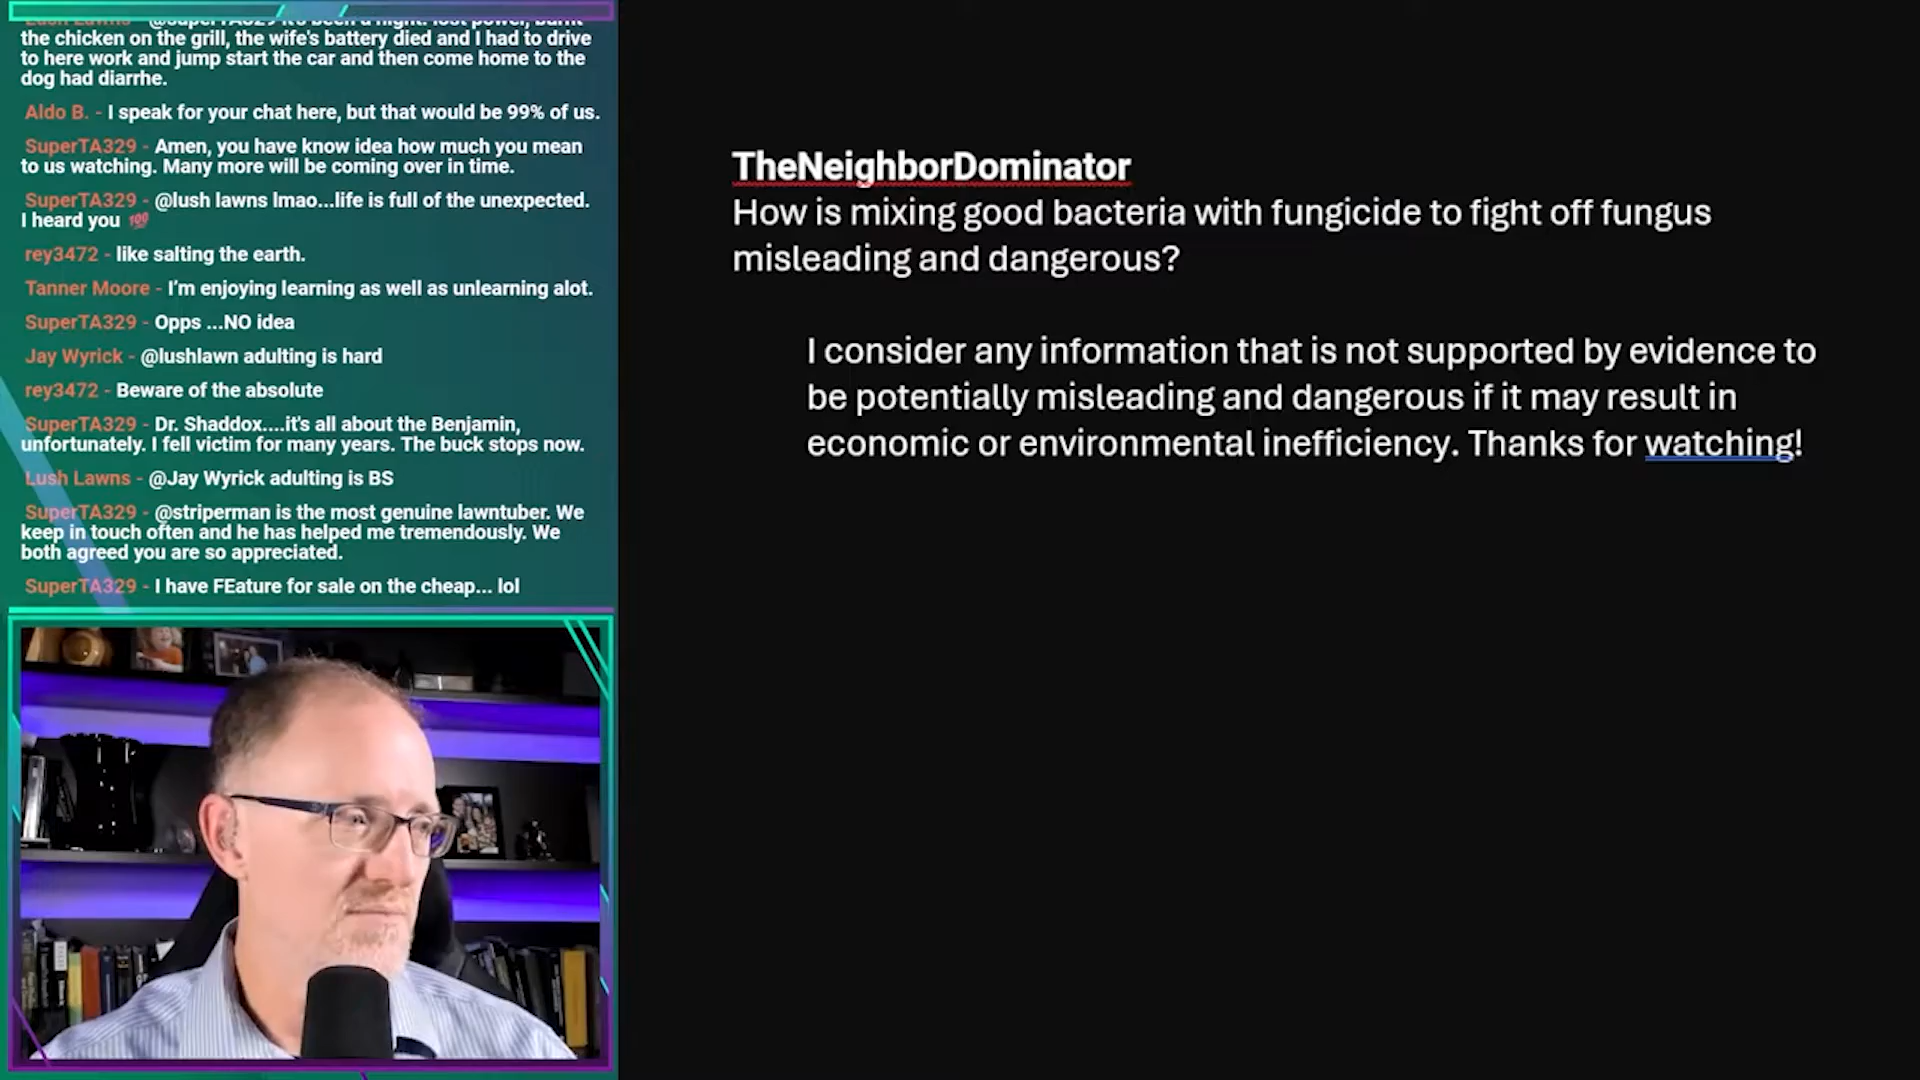 the chicken on the grill, the wife's battery died and I had to drive
to here work and jump start the car and then come home to the
dog had diarrhe.
Aldo B. - I speak for your chat here, but that would be 99% of us.
SuperTA329 - Amen, you have know idea how much you mean
to us watching. Many more will be coming over in time.
SuperTA329 - @lush lawns lmao...life is full of the unexpected.
I heard you 💯
rey3472 - like salting the earth.
Tanner Moore - I'm enjoying learning as well as unlearning alot.
SuperTA329 - Opps ...NO idea
Jay Wyrick - @lushlawn adulting is hard
rey3472 - Beware of the absolute
SuperTA329 - Dr. Shaddox....it's all about the Benjamin,
unfortunately. I fell victim for many years. The buck stops now.
Lush Lawns - @Jay Wyrick adulting is BS
SuperTA329 - @striperman is the most genuine lawntuber. We
keep in touch often and he has helped me tremendously. We
both agreed you are so appreciated.
SuperTA329 - I have FEature for sale on the cheap... lol
TheNeighborDominator
How is mixing good bacteria with fungicide to fight off fungus
misleading and dangerous?
I consider any information that is not supported by evidence to
be potentially misleading and dangerous if it may result in
economic or environmental inefficiency. Thanks for watching!